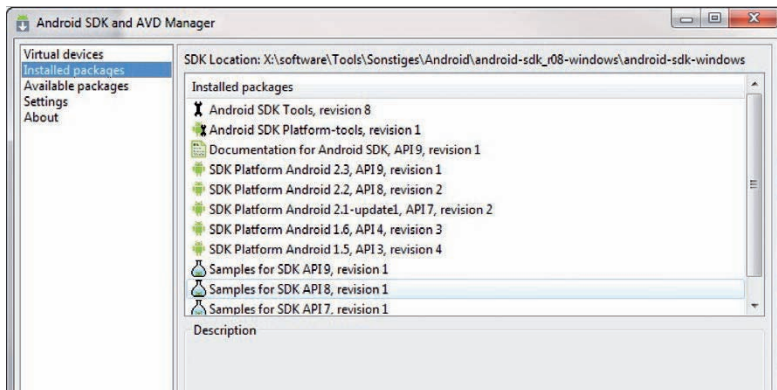 Android SDK and AVD Manager
Virtual devices
Installed packages
Available packages
Settings
About
SDK Location: X:\software\Tools\Sonstiges\Android\android-sdk_r08-windows\android-sdk-windows
Installed packages
Android SDK Tools, revision 8
Android SDK Platform-tools, revision 1
Documentation for Android SDK, API 9, revision 1
SDK Platform Android 2.3, API 9, revision 1
SDK Platform Android 2.2, API 8, revision 2
SDK Platform Android 2.1-update1, API 7, revision 2
SDK Platform Android 1.6, API 4, revision 3
SDK Platform Android 1.5, API 3, revision 4
Samples for SDK API 9, revision 1
Samples for SDK API 8, revision 1
Samples for SDK API 7, revision 1
Description